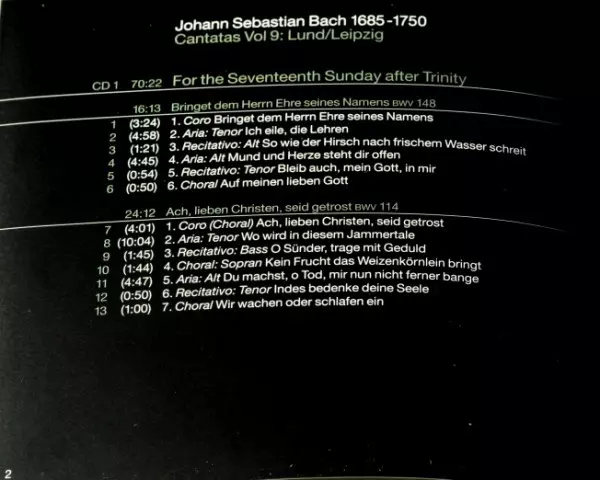 Johann Sebastian Bach 1685-1750
Cantatas Vol 9: Lund/Leipzig
CD 1 70:22 For the Seventeenth Sunday after Trinity
16:13 Bringet dem Herrn Ehre seines Namens BWV 148
1 (3:24) 1. Coro Bringet dem Herrn Ehre seines Namens
2 (4:58) 2. Aria: Tenor Ich eile, die Lehren
3 (1:21) 3. Recitativo: Alt So wie der Hirsch nach frischem Wasser schreit
4 (4:45) 4. Aria: Alt Mund und Herze steht dir offen
5 (0:54) 5. Recitativo: Tenor Bleib auch, mein Gott, in mir
6 (0:50) 6. Choral Auf meinen lieben Gott
24:12 Ach, lieben Christen, seid getrost BWV 114
7 (4:01) 1. Coro (Choral) Ach, lieben Christen, seid getrost
8 (10:04) 2. Aria: Tenor Wo wird in diesem Jammertale
9 (1:45) 3. Recitativo: Bass O Sünder, trage mit Geduld
10 (1:44) 4. Choral: Sopran Kein Frucht das Weizenkörnlein bringt
11 (4:47) 5. Aria: Alt Du machst, o Tod, mir nun nicht ferner bange
12 (0:50) 6. Recitativo: Tenor Indes bedenke deine Seele
13 (1:00) 7. Choral Wir wachen oder schlafen ein
2